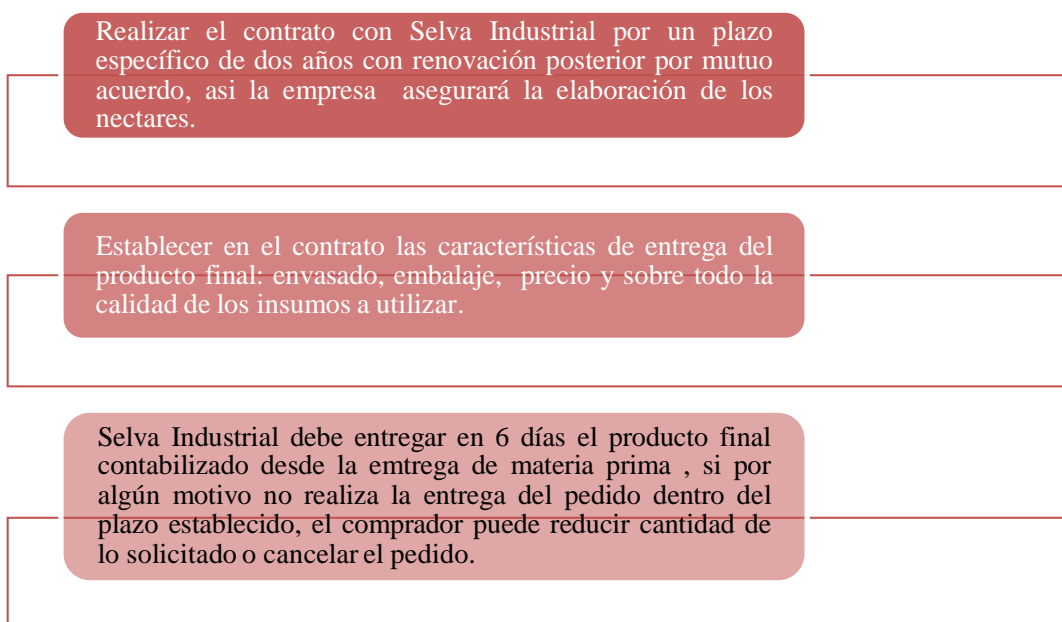 Realizar el contrato con Selva Industrial por un plazo
específico de dos años con renovación posterior por mutuo
acuerdo, asi la empresa asegurará la elaboración de los
nectares.
Establecer en el contrato las características de entrega del
producto final: envasado, embalaje, precio y sobre todo la
calidad de los insumos a utilizar.
Selva Industrial debe entregar en 6 días el producto final
contabilizado desde la emtrega de materia prima , si por
algún motivo no realiza la entrega del pedido dentro del
plazo establecido, el comprador puede reducir cantidad de
lo solicitado o cancelar el pedido.